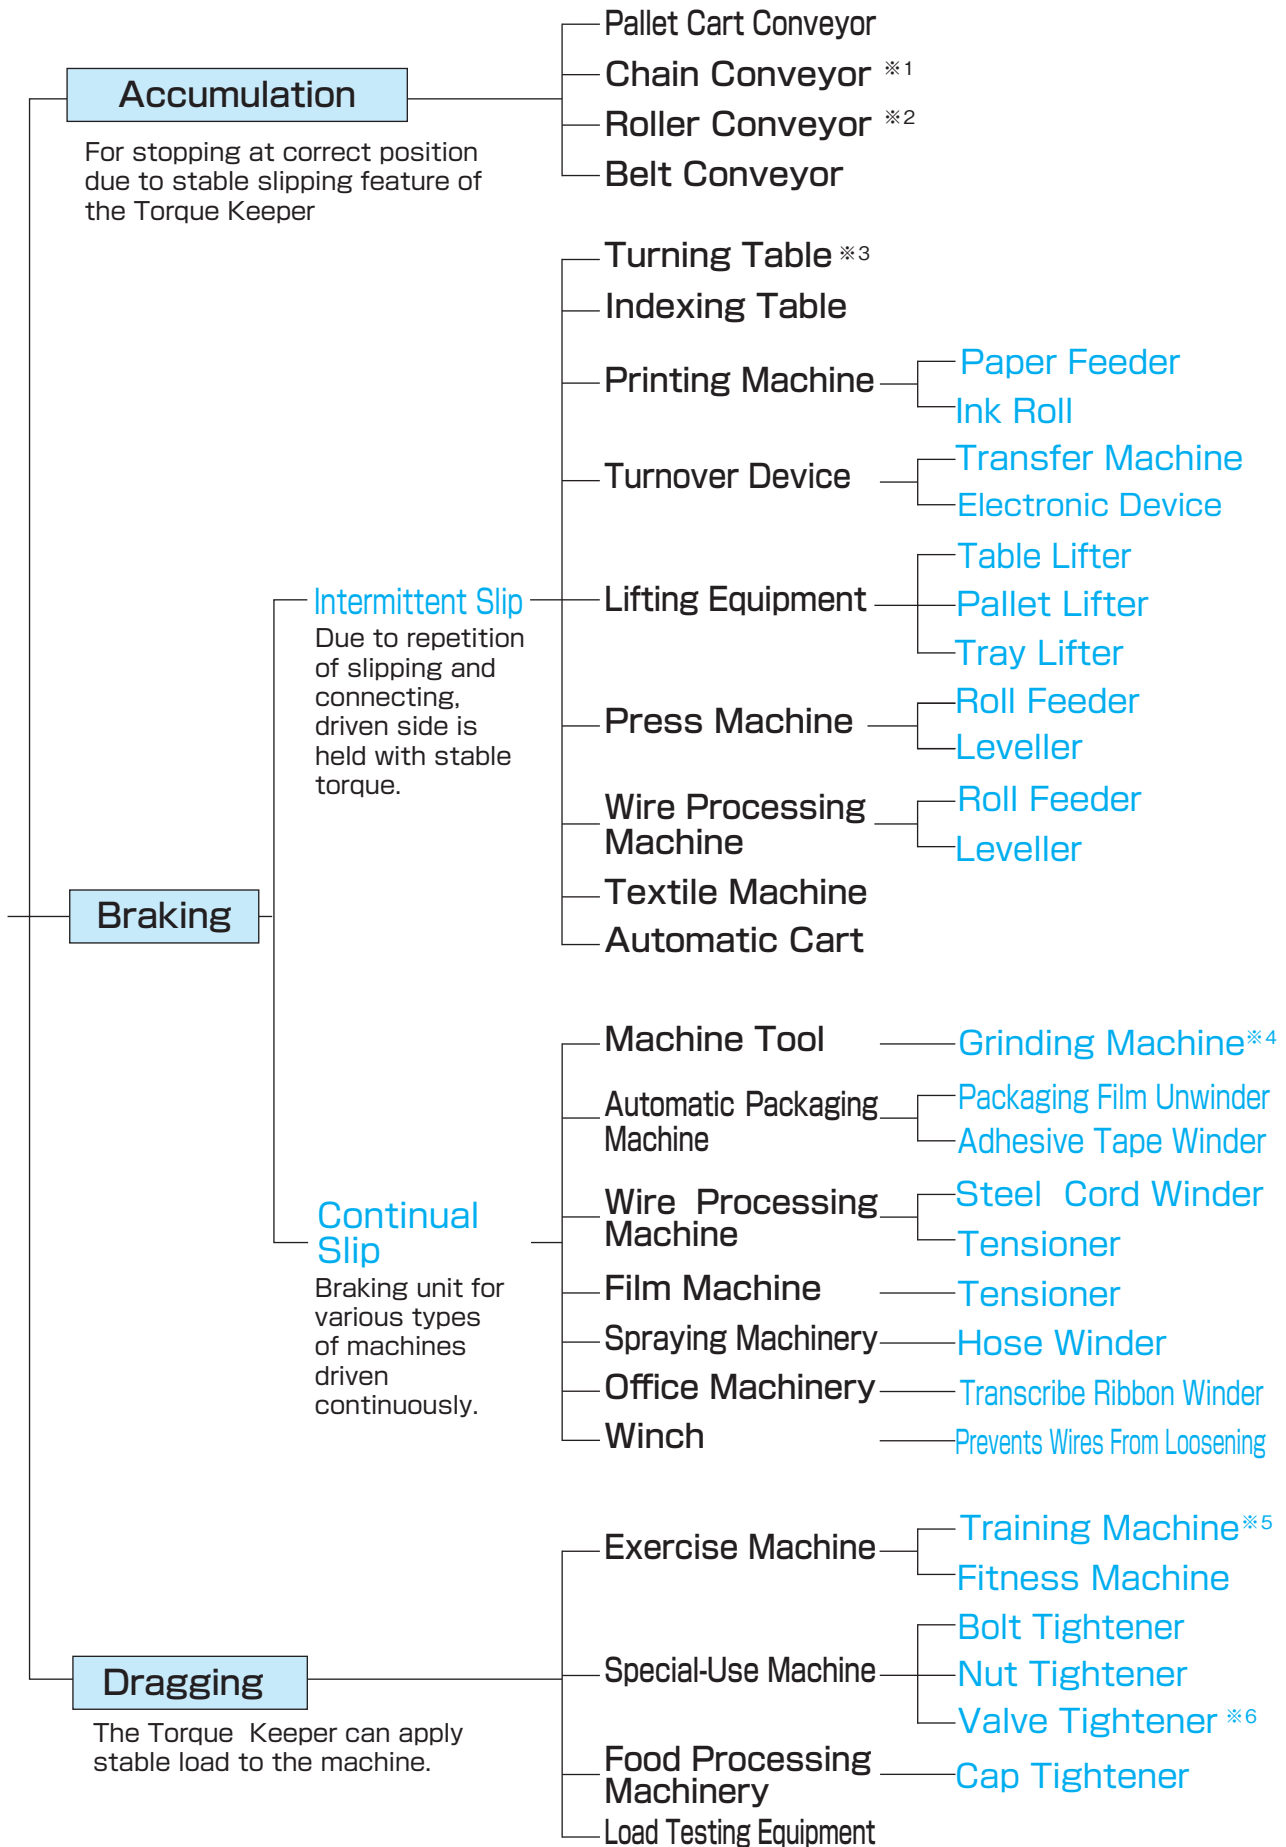 Pallet Cart Conveyor
Chain Conveyor ※1
Roller Conveyor ※2
Belt Conveyor
Accumulation
For stopping at correct position
due to stable slipping feature of
the Torque Keeper
Turning Table ※3
Indexing Table
Printing Machine
Paper Feeder
Ink Roll
Turnover Device
Transfer Machine
Electronic Device
Lifting Equipment
Table Lifter
Pallet Lifter
Tray Lifter
Intermittent Slip
Due to repetition
of slipping and
connecting,
driven side is
held with stable
torque.
Press Machine
Roll Feeder
Leveller
Wire Processing
Machine
Roll Feeder
Leveller
Textile Machine
Automatic Cart
Braking
Machine Tool
Grinding Machine※4
Automatic Packaging
Machine
Packaging Film Unwinder
Adhesive Tape Winder
Continual
Slip
Braking unit for
various types
of machines
driven
continuously.
Wire Processing
Machine
Steel Cord Winder
Tensioner
Film Machine
Tensioner
Spraying Machinery
Hose Winder
Office Machinery
Transcribe Ribbon Winder
Winch
Prevents Wires From Loosening
Exercise Machine
Training Machine※5
Fitness Machine
Dragging
The Torque Keeper can apply
stable load to the machine.
Special-Use Machine
Bolt Tightener
Nut Tightener
Valve Tightener ※6
Food Processing
Machinery
Cap Tightener
Load Testing Equipment